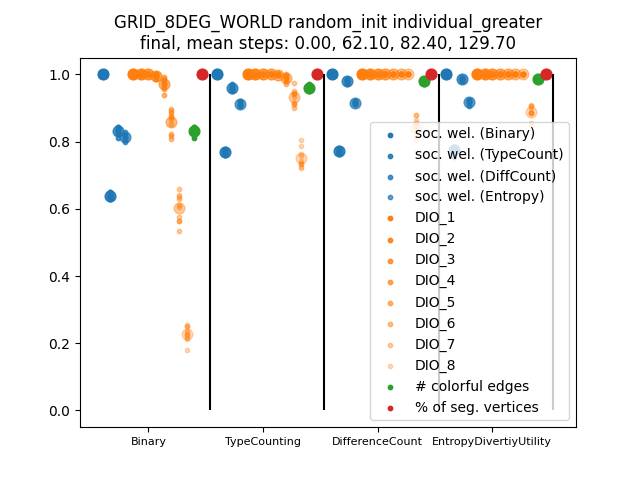 GRID_8DEG_WORLD random_init individual_greater
final, mean steps: 0.00, 62.10, 82.40, 129.70
1.0
0.8
0.6
0.4
0.2
0.0
soc. wel. (Binary)
soc. wel. (TypeCount)
soc. wel. (DiffCount)
soc. wel. (Entropy)
DIO_1
DIO_2
DIO_3
DIO_4
DIO_5
DIO_6
DIO_7
DIO_8
# colorful edges
% of seg. vertices
Binary
TypeCounting
DifferenceCount
EntropyDivertiyUtility